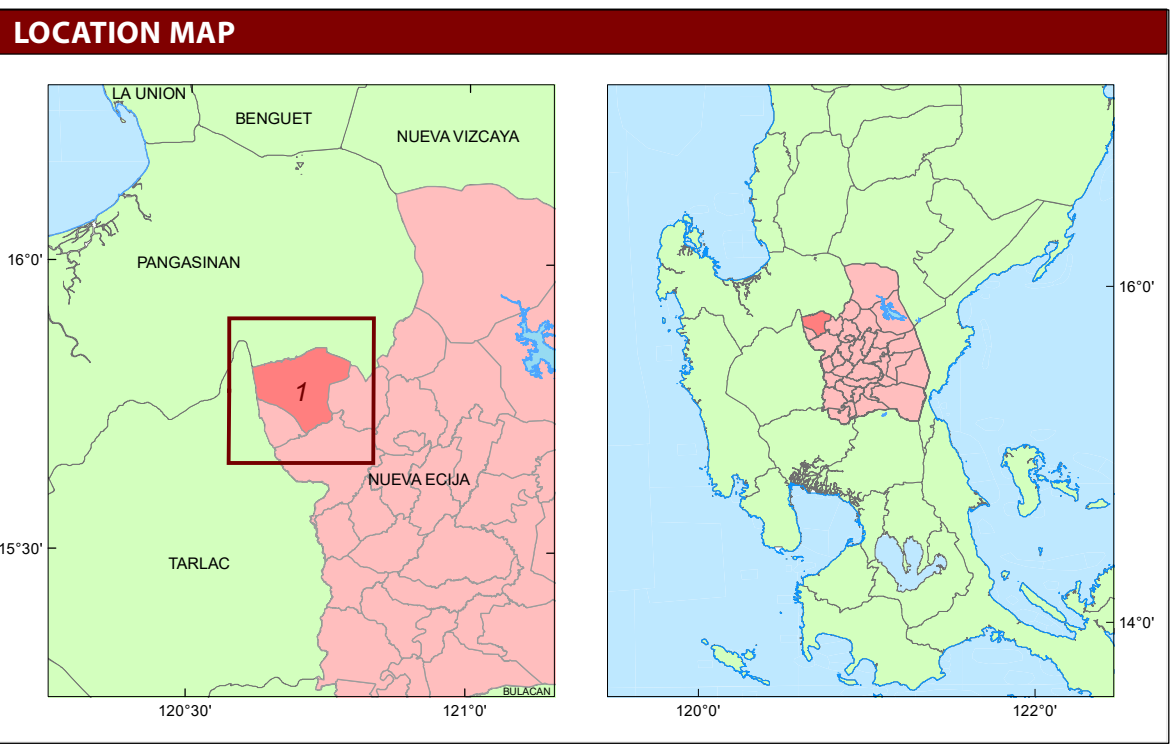 LOCATION MAP
LA UNION
BENGUET
NUEVA VIZCAYA
16°0'
PANGASINAN
1
NUEVA ECIJA
15°30'
TARLAC
BULACAN
120°30'
121°0'
16°0'
14°0'
120°0'
122°0'